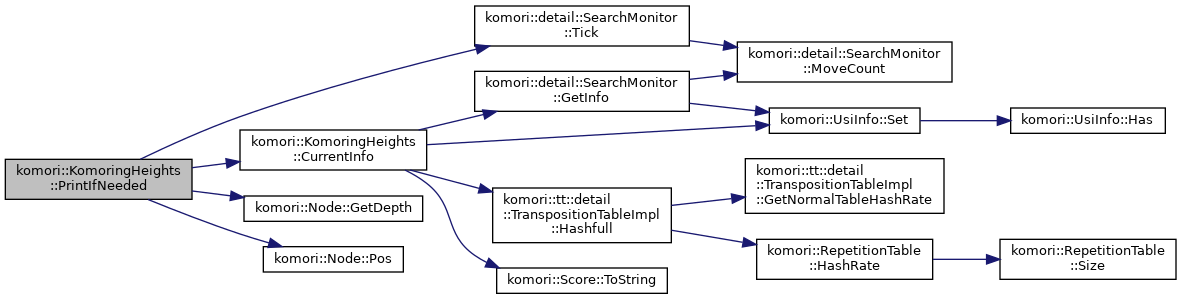 komori::KomoringHeights
::PrintIfNeeded
komori::detail::SearchMonitor
::Tick
komori::KomoringHeights
::CurrentInfo
komori::Node::GetDepth
komori::Node::Pos
komori::detail::SearchMonitor
::GetInfo
komori::tt::detail
::TranspositionTableImpl
::Hashfull
komori::Score::ToString
komori::detail::SearchMonitor
::MoveCount
komori::UsiInfo::Set
komori::tt::detail
::TranspositionTableImpl
::GetNormalTableHashRate
komori::RepetitionTable
::HashRate
komori::UsiInfo::Has
komori::RepetitionTable
::Size